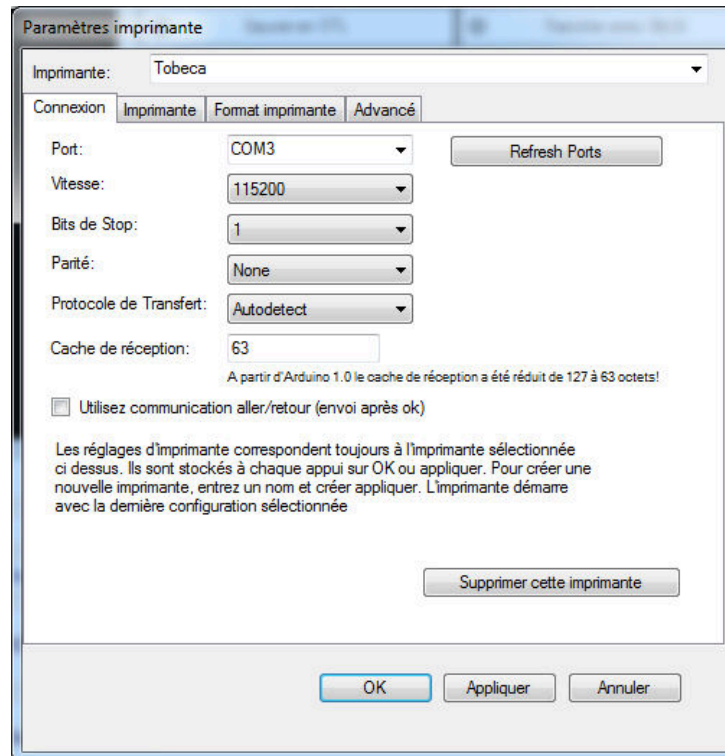 Paramètres imprimante
Imprimante: Tobeca
Connexion Imprimante Format imprimante Advancé
Port: COM3 Refresh Ports
Vitesse: 115200
Bits de Stop: 1
Parité: None
Protocole de Transfert: Autodetect
Cache de réception: 63
A partir d'Arduino 1.0 le cache de réception a été réduit de 127 à 63 octets!
Utilisez communication aller/retour (envoi après ok)
Les réglages d'imprimante correspondent toujours à l'imprimante sélectionnée
ci dessus. Ils sont stockés à chaque appui sur OK ou appliquer. Pour créer une
nouvelle imprimante, entrez un nom et créer appliquer. L'imprimante démarre
avec la dernière configuration sélectionnée
Supprimer cette imprimante
OK Appliquer Annuler